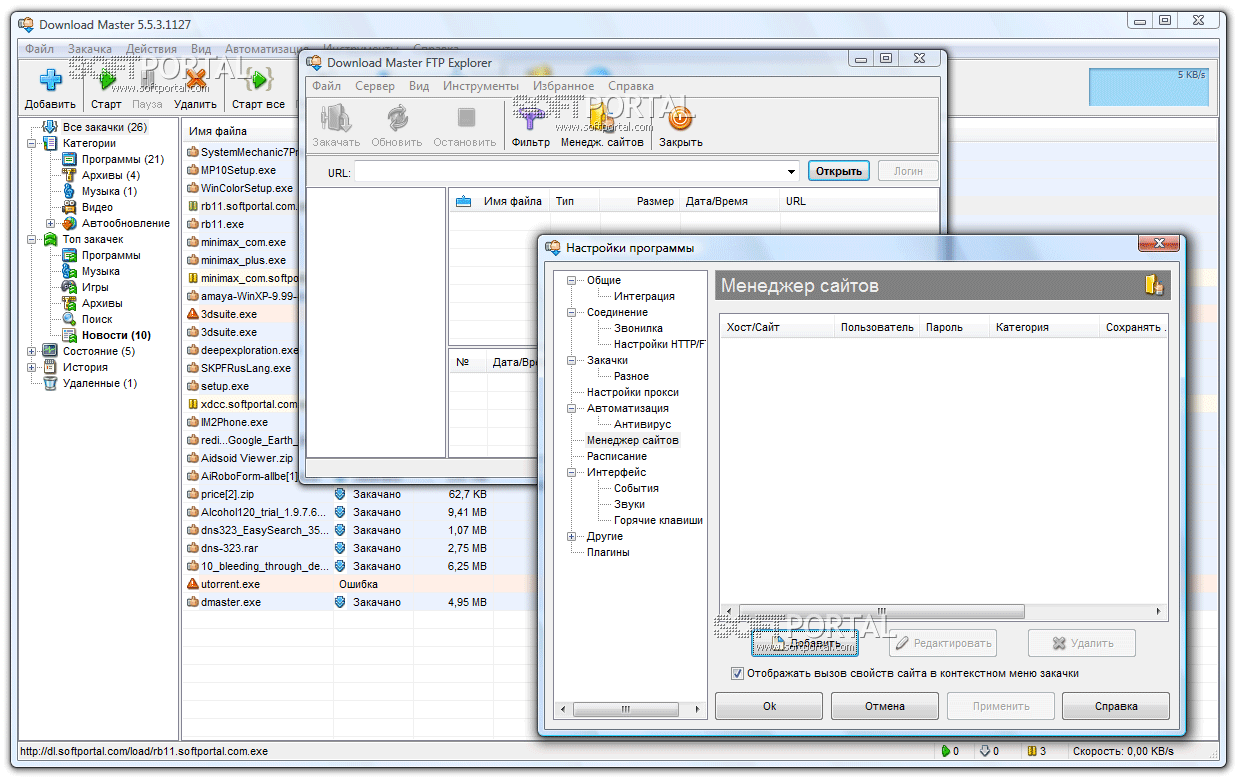 Download Master 5.5.3.1127
Файл Закачка Действия Вид Автоматизация Инструменты Справка
Добавить Старт Пауза Удалить Старт все
5 KB/s
SOFTPORTAL
www.softportal.com
Все закачки (26)
Категории
Программы (21)
Архивы (4)
Музыка (1)
Видео
Автообновление
Топ закачек
Программы
Музыка
Игры
Архивы
Поиск
Новости (10)
Состояние (5)
История
Удаленные (1)
Имя файла
SystemMechanic7Pr
MP10Setup.exe
WinColorSetup.exe
rb11.softportal.com.
rb11.exe
minimax_com.exe
minimax_plus.exe
minimax_com.softpo
amaya-WinXP-9.99-
3dsuite.exe
3dsuite.exe
deepexploration.exe
SKPFRusLang.exe
setup.exe
xdcc.softportal.com
IM2Phone.exe
redi...Google_Earth_
Aidsoid Viewer.zip
AiRoboForm-allbe[1]
price[2].zip Закачано 62,7 KB
Alcohol120_trial_1.9.7.6... Закачано 9,41 MB
dns323_EasySearch_35... Закачано 1,07 MB
dns-323.rar Закачано 2,75 MB
10_bleeding_through_de... Закачано 6,25 MB
utorrent.exe Ошибка
dmaster.exe Закачано 4,95 MB
http://dl.softportal.com/load/rb11.softportal.com.exe
0 0 3 Скорость: 0,00 KB/s
Download Master FTP Explorer
Файл Сервер Вид Инструменты Избранное Справка
Закачать Обновить Остановить Фильтр Менедж. сайтов Закрыть
SOFTPORTAL
www.softportal.com
URL: Открыть Логин
Имя файла Тип Размер Дата/Время URL
№ Дата/Вре
Настройки программы
Общие
Интеграция
Соединение
Звонилка
Настройки HTTP/F
Закачки
Разное
Настройки прокси
Автоматизация
Антивирус
Менеджер сайтов
Расписание
Интерфейс
События
Звуки
Горячие клавиши
Другие
Плагины
Менеджер сайтов
Хост/Сайт Пользователь Пароль Категория Сохранять .
SOFTPORTAL
www.softportal.com
Добавить Редактировать Удалить
Отображать вызов свойств сайта в контекстном меню закачки
Ok Отмена Применить Справка